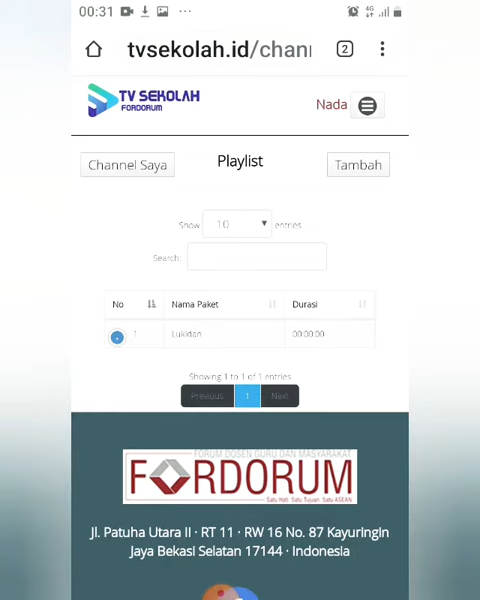 00:31
4G
tvsekolah.id/chan
2
TV SEKOLAH
FORDORUM
Nada
Channel Saya
Playlist
Tambah
Show 10 entries
Search:
No Nama Paket Durasi
1 Lukidan 00:00:00
Showing 1 to 1 of 1 entries
Previous 1 Next
FORUM DOSEN GURU DAN MASYARAKAT
FORDORUM
Satu Hati. Satu Tujuan. Satu ASEAN
Jl. Patuha Utara II · RT 11 · RW 16 No. 87 Kayuringin
Jaya Bekasi Selatan 17144 · Indonesia